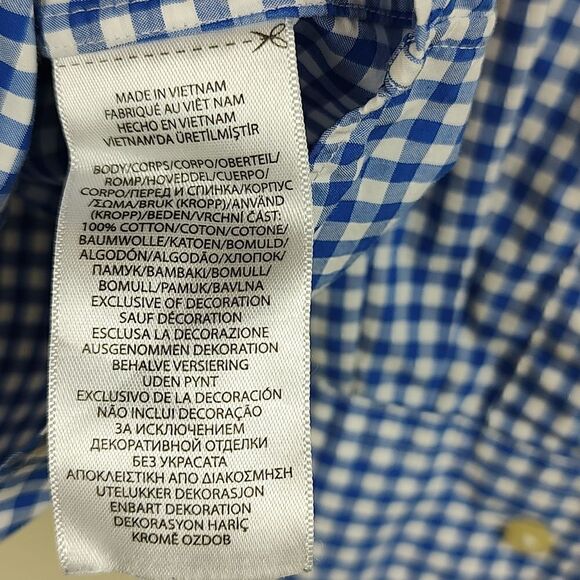 MADE IN VIETNAM
FABRIQUÉ AU VIÊT NAM
HECHO EN VIETNAM
VIETNAM'DA ÜRETİLMİŞTİR
BODY/CORPS/CORPO/OBERTEIL/
ROMP/HOVEDDEL/CUERPO/
CORPO/ПЕРЕД И СПИНКА/КОРПУС
/ΣΩΜΑ/BRUK (KROPP)/ANVÄND
(KROPP)/BEDEN/VRCHNÍ ČÁST:
100% COTTON/COTON/COTONE/
BAUMWOLLE/KATOEN/BOMULD/
ALGODÓN/ALGODÃO/ХЛОПОК/
ПАМУК/ΒΑΜΒΑΚΙ/BOMULL/
BOMULL/PAMUK/BAVLNA
EXCLUSIVE OF DECORATION
SAUF DÉCORATION
ESCLUSA LA DECORAZIONE
AUSGENOMMEN DEKORATION
BEHALVE VERSIERING
UDEN PYNT
EXCLUSIVO DE LA DECORACIÓN
NÃO INCLUI DECORAÇÃO
ЗА ИСКЛЮЧЕНИЕМ
ДЕКОРАТИВНОЙ ОТДЕЛКИ
БЕЗ УКРАСАТА
ΑΠΟΚΛΕΙΣΤΙΚΗ ΑΠΟ ΔΙΑΚΟΣΜΗΣΗ
UTELUKKER DEKORASJON
ENBART DEKORATION
DEKORASYON HARİÇ
KROMĚ OZDOB